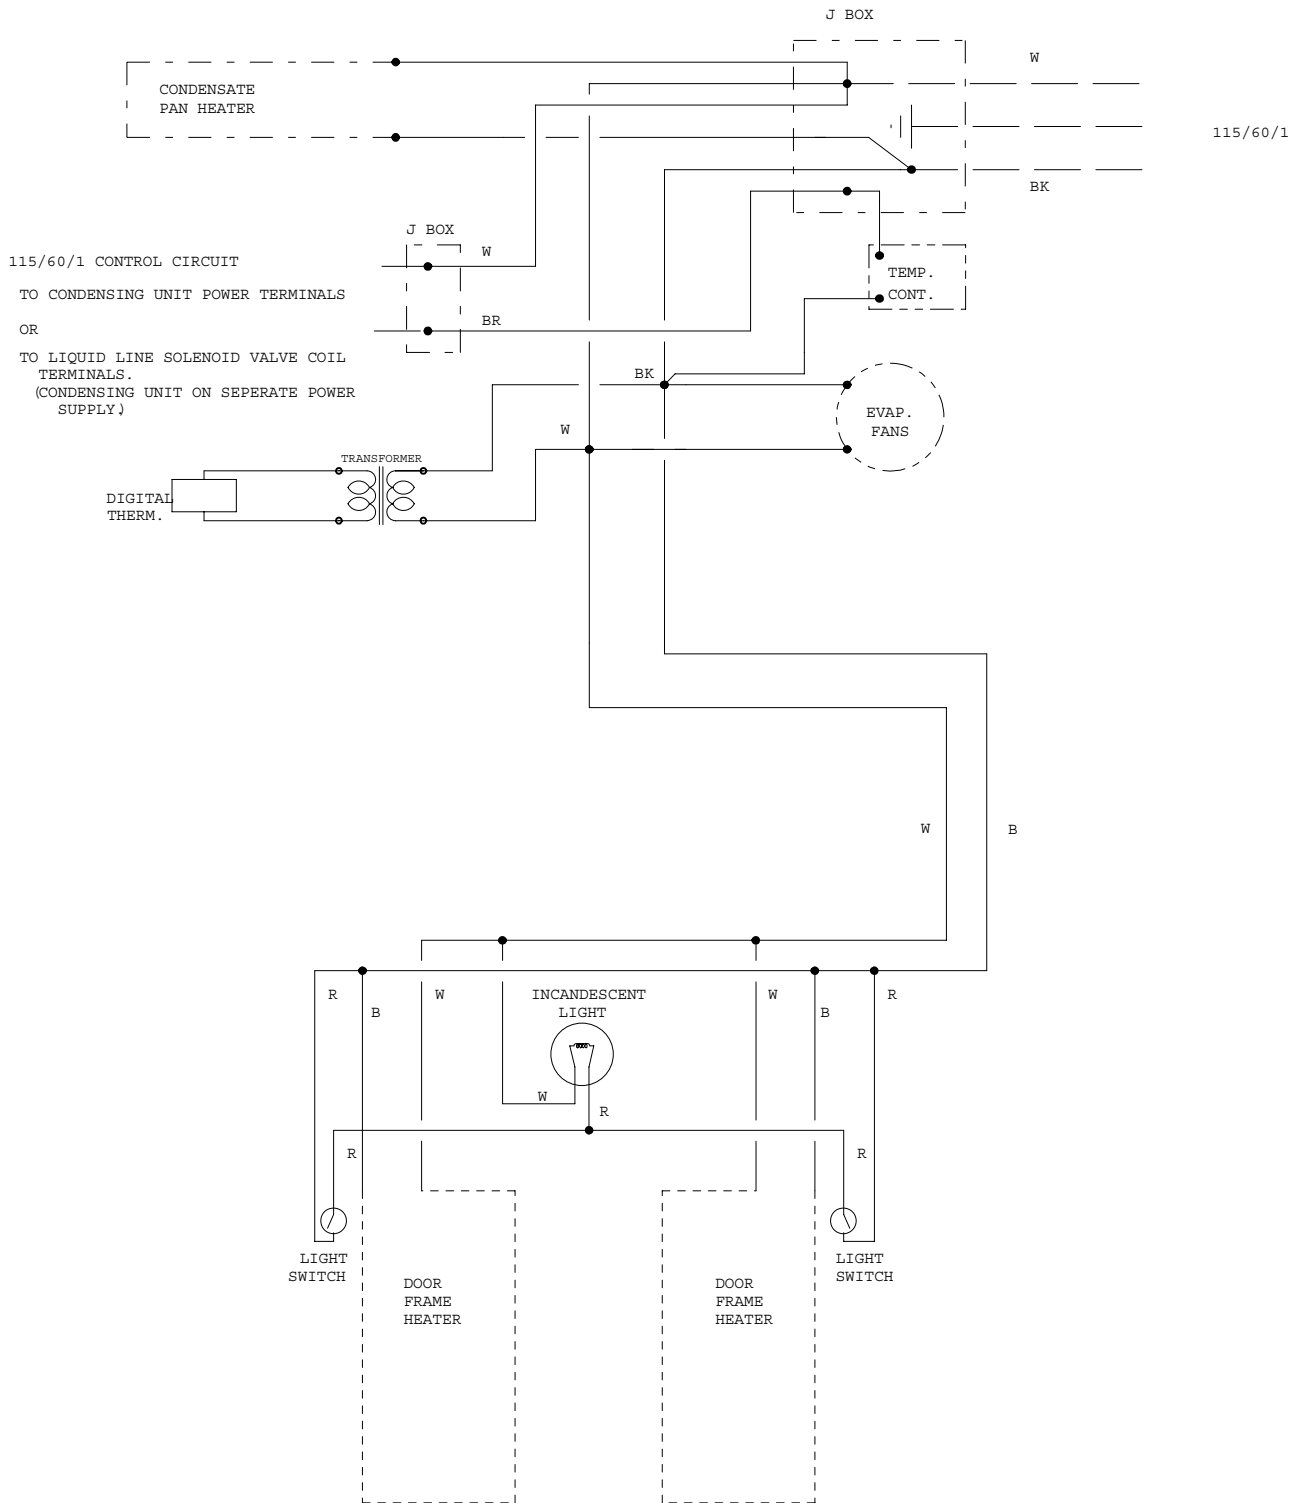 J BOX
W
CONDENSATE
PAN HEATER
115/60/1
BK
J BOX
W
115/60/1 CONTROL CIRCUIT
TEMP.
CONT.
TO CONDENSING UNIT POWER TERMINALS
BR
OR
TO LIQUID LINE SOLENOID VALVE COIL
TERMINALS.
(CONDENSING UNIT ON SEPERATE POWER
SUPPLY.)
BK
EVAP.
FANS
W
TRANSFORMER
DIGITAL
THERM.
W
B
R
W
INCANDESCENT
LIGHT
W
R
B
B
W
R
R
R
LIGHT
SWITCH
LIGHT
SWITCH
DOOR
FRAME
HEATER
DOOR
FRAME
HEATER